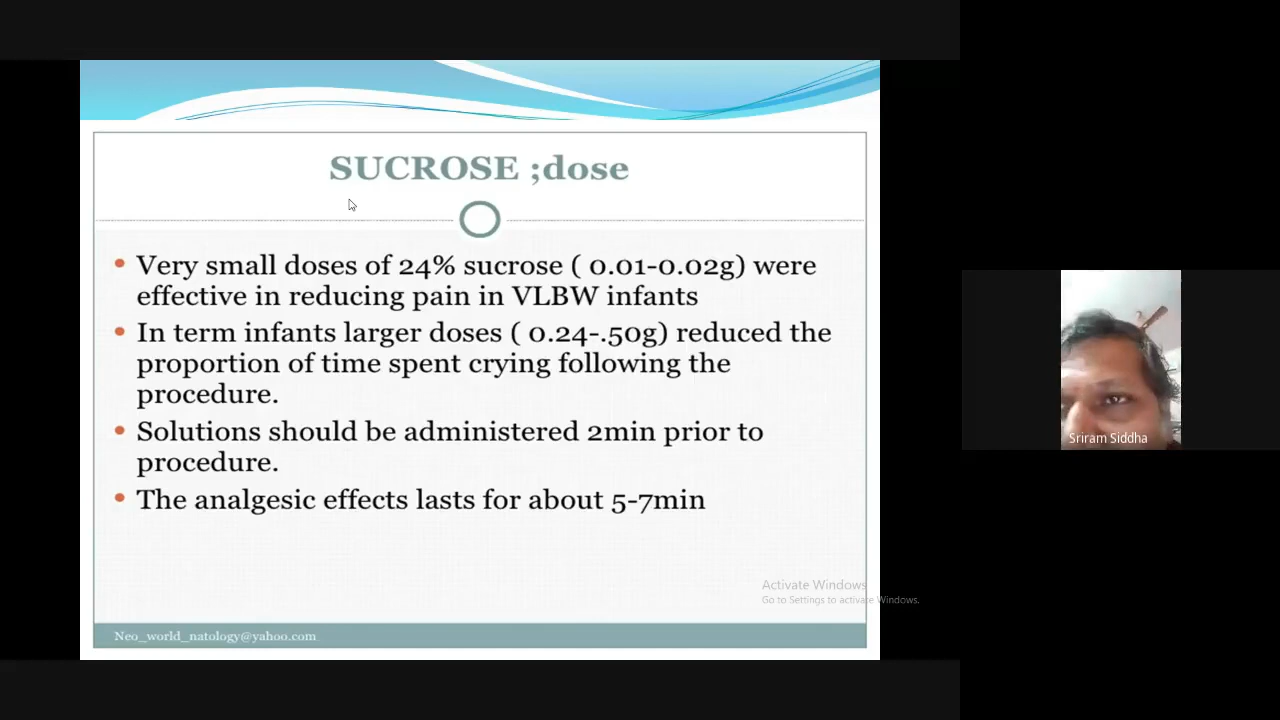 SUCROSE ;dose
• Very small doses of 24% sucrose ( 0.01-0.02g) were
effective in reducing pain in VLBW infants
• In term infants larger doses ( 0.24-.50g) reduced the
proportion of time spent crying following the
procedure.
• Solutions should be administered 2min prior to
procedure.
• The analgesic effects lasts for about 5-7min
Sriram Siddha
Activate Windows
Go to Settings to activate Windows.
Neo_world_natology@yahoo.com